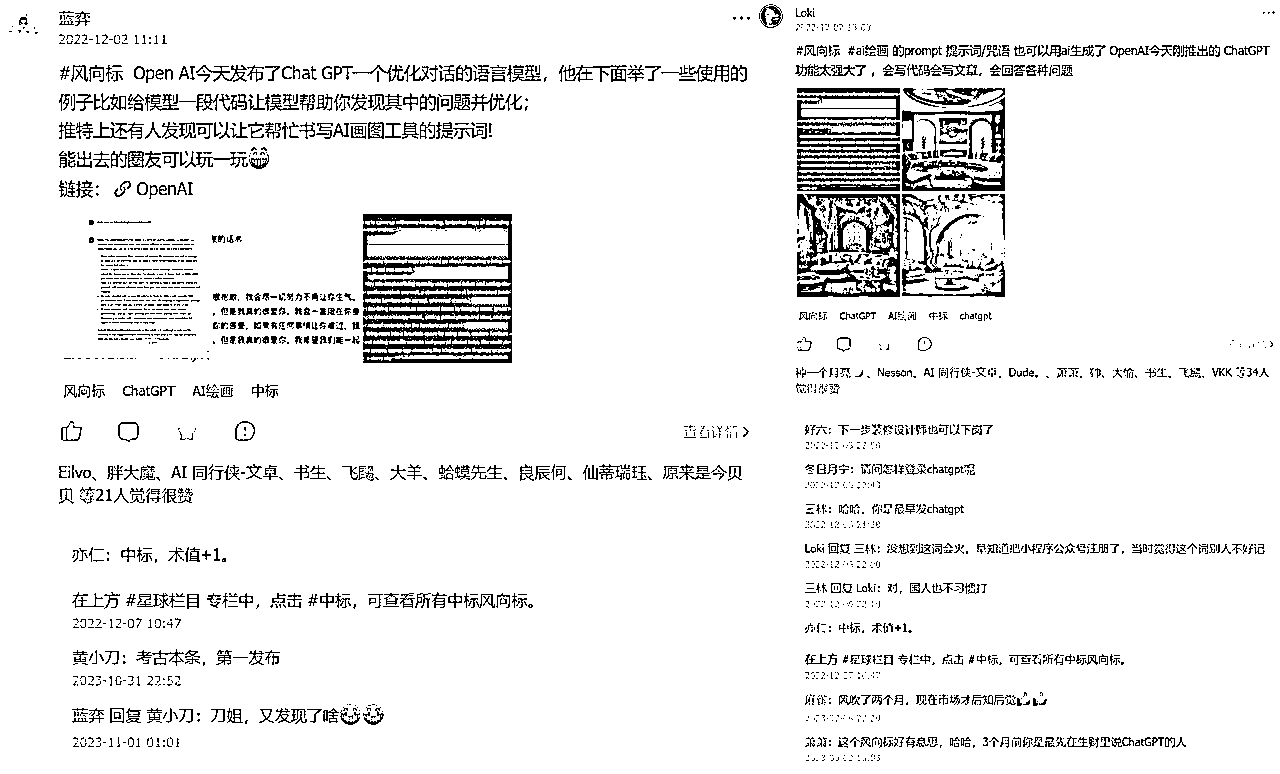 蓝弈
2022-12-02 11:11
#风向标 Open AI今天发布了Chat GPT一个优化对话的语言模型，他在下面举了一些使用的
例子比如给模型一段代码让模型帮助你发现其中的问题并优化；
推特上还有人发现可以让它帮忙书写AI画图工具的提示词!
能出去的圈友可以玩一玩😁
链接： OpenAI
风向标 ChatGPT AI绘画 中标
查看详情
Eilvo、胖大魔、AI 同行侠-文卓、书生、飞飏、大羊、蛤蟆先生、良辰何、仙蒂瑞珏、原来是今贝
贝 等21人觉得很赞
亦仁：中标，术值+1。
在上方 #星球栏目 专栏中，点击 #中标，可查看所有中标风向标。
2022-12-07 10:47
黄小刀：考古本条，第一发布
2023-10-31 22:52
蓝弈 回复 黄小刀：刀姐，又发现了啥
2023-11-01 01:01
Loki
#风向标 #ai绘画 的prompt 提示词/咒语 也可以用ai生成了 OpenAI今天刚推出的 ChatGPT
功能太强大了 ，会写代码会写文章，会回答各种问题
风向标 ChatGPT AI绘画 中标 chatgpt
Nesson、AI 同行侠-文卓、Dude。、萧萧、大愉、书生、飞飏、VKK 等34人
觉得很赞
好六：下一步装修设计师也可以下岗了
冬日月宇：请问怎样登录chatgpt呢
三林：哈哈，你是最早发chatgpt
Loki 回复 三林：没想到这词会火，早知道把小程序公众号注册了，当时觉得这个词别人不好记
三林 回复 Loki：对，国人也不习惯打
亦仁：中标，术值+1。
在上方 #星球栏目 专栏中，点击 #中标，可查看所有中标风向标。
风吹了两个月，现在市场才后知后觉👍👍
萧萧：这个风向标好有意思，哈哈，3个月前你是最先在生财里说ChatGPT的人